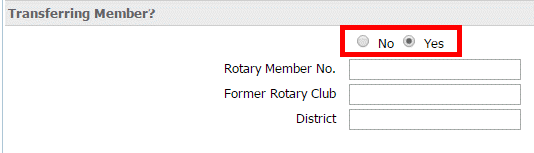 Transferring Member?
No Yes
Rotary Member No.
Former Rotary Club
District